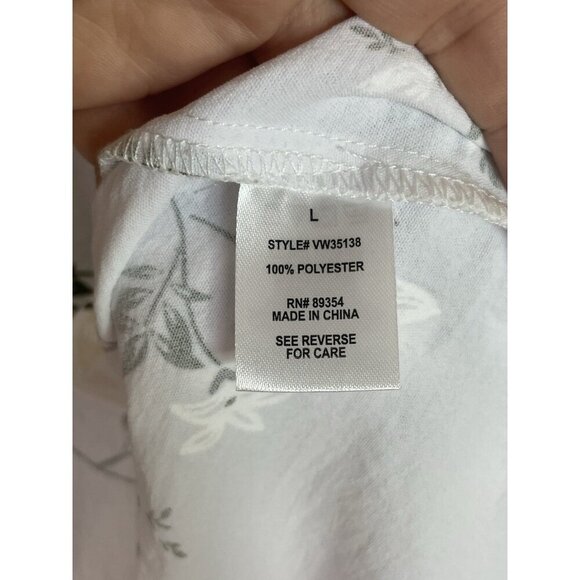 L
STYLE# VW35138
100% POLYESTER
RN# 89354
MADE IN CHINA
SEE REVERSE
FOR CARE